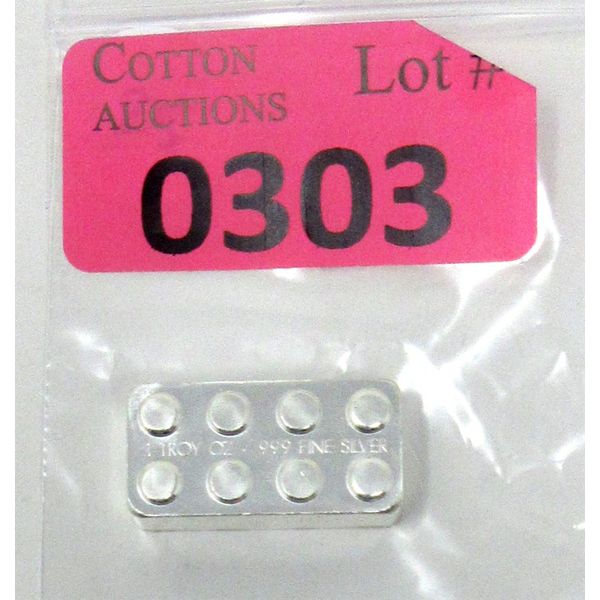 COTTON
AUCTIONS
Lot #
0303
1 TROY OZ .999 FINE SILVER